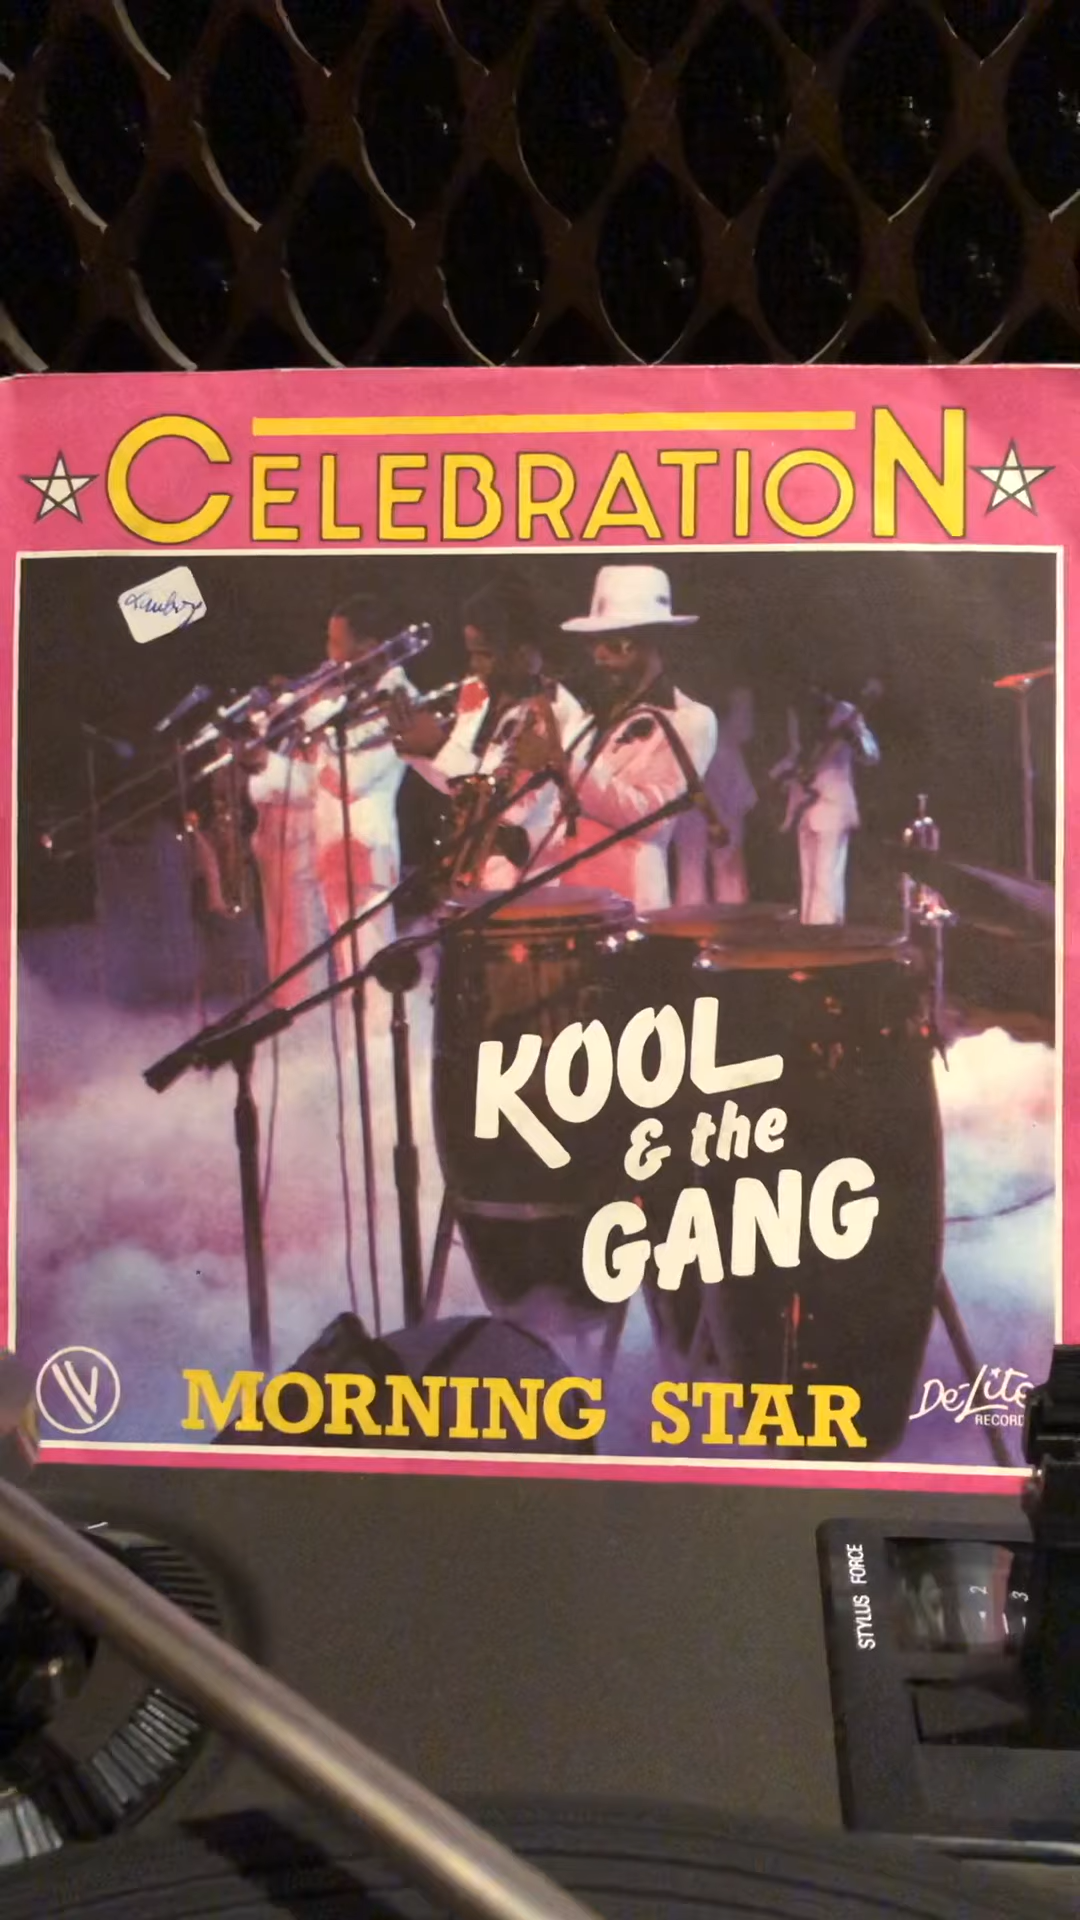 CELEBRATION
KOOL
& the
GANG
MORNING STAR
De-Lite
RECORD
STYLUS FORCE
2
3